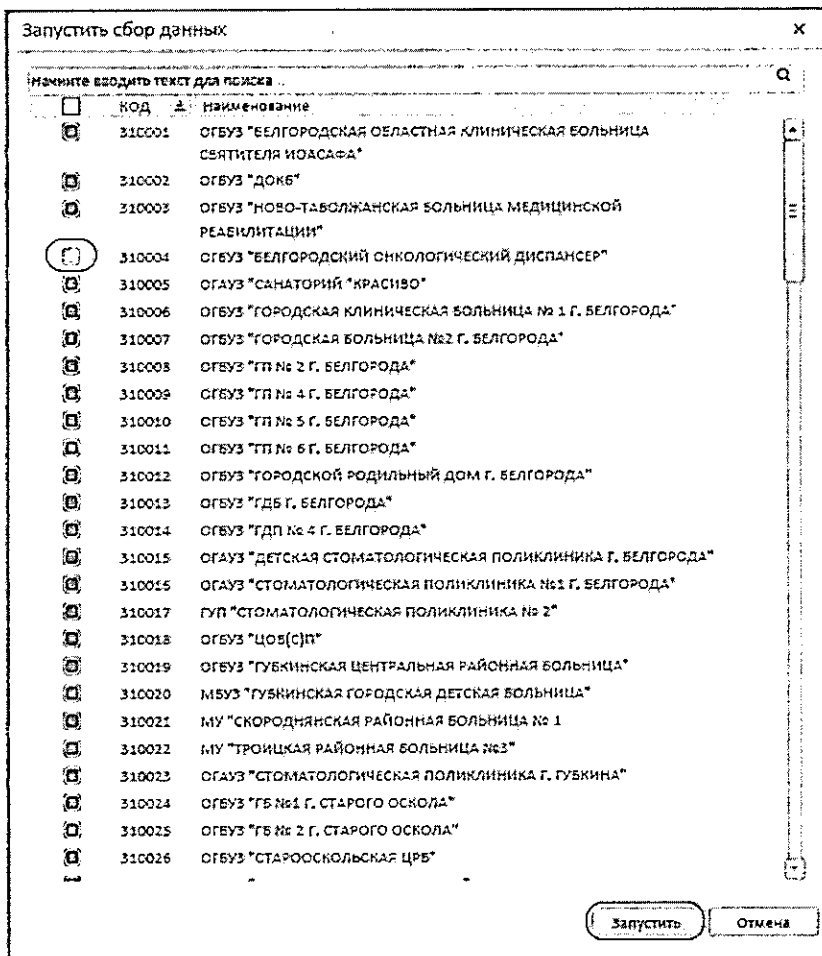 Запустить сбор данных
Начните вводить текст для поиска ..
код Наименование
310001 ОГБУЗ "БЕЛГОРОДСКАЯ ОБЛАСТНАЯ КЛИНИЧЕСКАЯ БОЛЬНИЦА
СВЯТИТЕЛЯ ИОАСАФА"
310002 ОГБУЗ "ДОКБ"
310003 ОГБУЗ "НОВО-ТАВОЛЖАНСКАЯ БОЛЬНИЦА МЕДИЦИНСКОЙ
РЕАБИЛИТАЦИИ"
310004 ОГБУЗ "БЕЛГОРОДСКИЙ ОНКОЛОГИЧЕСКИЙ ДИСПАНСЕР"
310005 ОГАУЗ "САНАТОРИЙ "КРАСИВО"
310006 ОГБУЗ "ГОРОДСКАЯ КЛИНИЧЕСКАЯ БОЛЬНИЦА № 1 Г. БЕЛГОРОДА"
310007 ОГБУЗ "ГОРОДСКАЯ БОЛЬНИЦА №2 Г. БЕЛГОРОДА"
310008 ОГБУЗ "ГП № 2 Г. БЕЛГОРОДА"
310009 ОГБУЗ "ГП № 4 Г. БЕЛГОРОДА"
310010 ОГБУЗ "ГП № 5 Г. БЕЛГОРОДА"
310011 ОГБУЗ "ГП № 6 Г. БЕЛГОРОДА"
310012 ОГБУЗ "ГОРОДСКОЙ РОДИЛЬНЫЙ ДОМ Г. БЕЛГОРОДА"
310013 ОГБУЗ "ГДБ Г. БЕЛГОРОДА"
310014 ОГБУЗ "ГДП № 4 Г. БЕЛГОРОДА"
310015 ОГАУЗ "ДЕТСКАЯ СТОМАТОЛОГИЧЕСКАЯ ПОЛИКЛИНИКА Г. БЕЛГОРОДА"
310016 ОГАУЗ "СТОМАТОЛОГИЧЕСКАЯ ПОЛИКЛИНИКА №1 Г. БЕЛГОРОДА"
310017 ГУП "СТОМАТОЛОГИЧЕСКАЯ ПОЛИКЛИНИКА № 2"
310018 ОГБУЗ "ЦОВ(С)П"
310019 ОГБУЗ "ГУБКИНСКАЯ ЦЕНТРАЛЬНАЯ РАЙОННАЯ БОЛЬНИЦА"
310020 МБУЗ "ГУБКИНСКАЯ ГОРОДСКАЯ ДЕТСКАЯ БОЛЬНИЦА"
310021 МУ "СКОРОДНЯНСКАЯ РАЙОННАЯ БОЛЬНИЦА № 1
310022 МУ "ТРОИЦКАЯ РАЙОННАЯ БОЛЬНИЦА №3"
310023 ОГАУЗ "СТОМАТОЛОГИЧЕСКАЯ ПОЛИКЛИНИКА Г. ГУБКИНА"
310024 ОГБУЗ "ГБ №1 Г. СТАРОГО ОСКОЛА"
310025 ОГБУЗ "ГБ № 2 Г. СТАРОГО ОСКОЛА"
310026 ОГБУЗ "СТАРООСКОЛЬСКАЯ ЦРБ"
Запустить Отмена